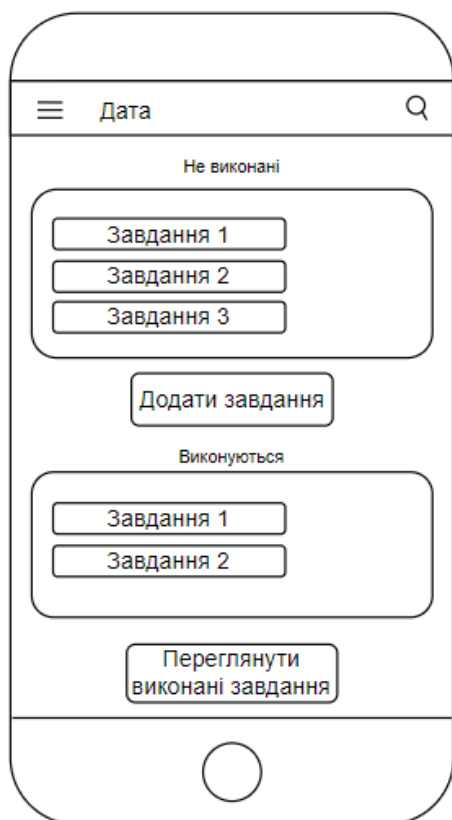 Дата
Не виконані
Завдання 1
Завдання 2
Завдання 3
Додати завдання
Виконуються
Завдання 1
Завдання 2
Переглянути
виконані завдання